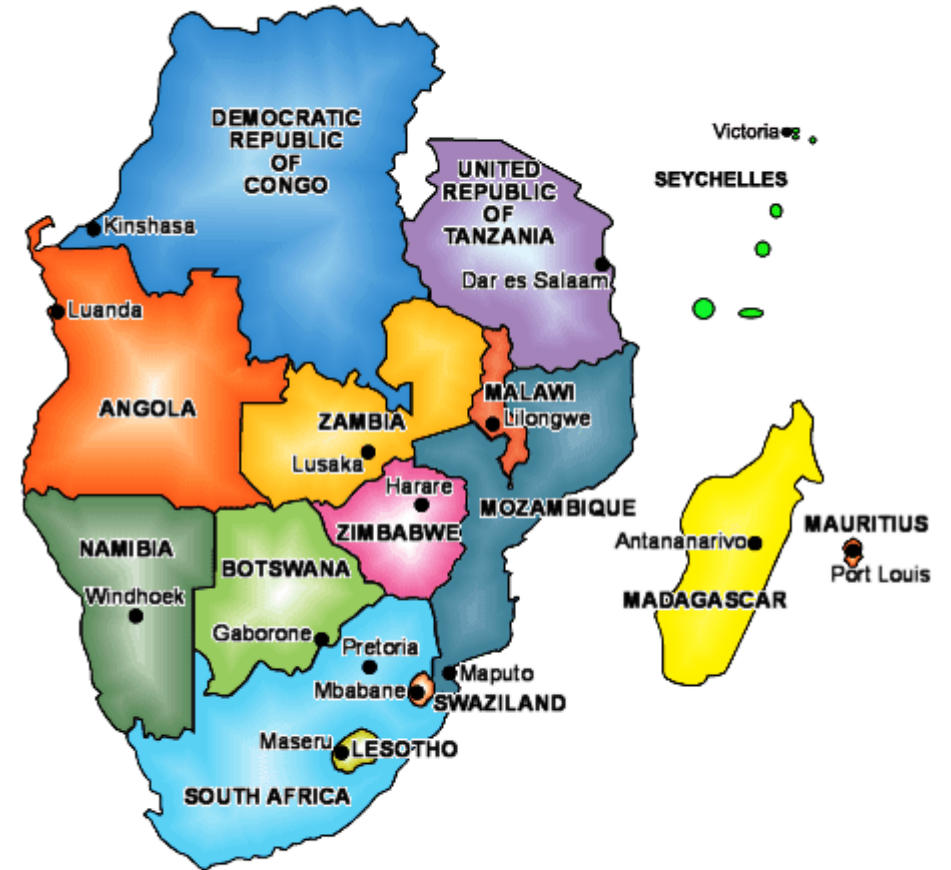 DEMOCRATIC
REPUBLIC
OF
CONGO
Victoria
UNITED
REPUBLIC
OF
TANZANIA
SEYCHELLES
Kinshasa
Dar es Salaam
Luanda
ANGOLA
ZAMBIA
MALAWI
Lilongwe
Lusaka
Harare
MOZAMBIQUE
ZIMBABWE
MAURITIUS
Antananarivo
NAMIBIA
BOTSWANA
Port Louis
Windhoek
MADAGASCAR
Gaborone
Pretoria
Maputo
Mbabane
SWAZILAND
Maseru
LESOTHO
SOUTH AFRICA